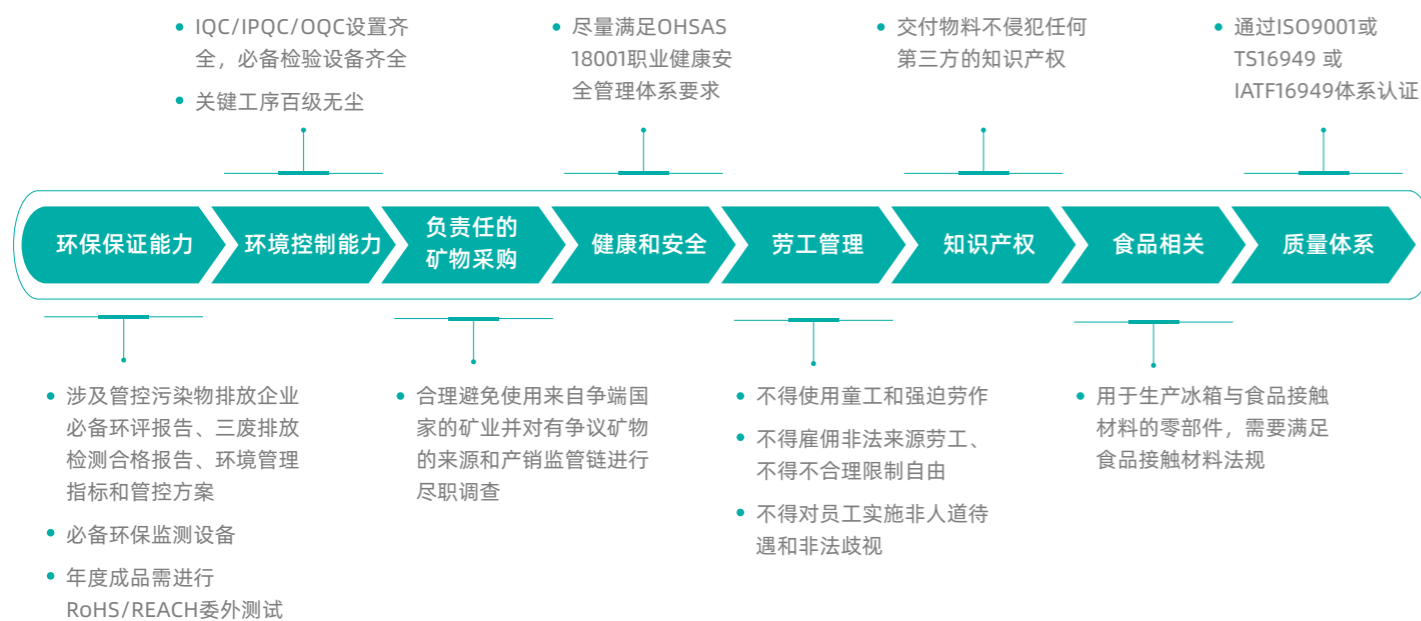 IQC/IPQC/OQC设置齐
全，必备检验设备齐全
关键工序百级无尘
尽量满足OHSAS
18001职业健康安
全管理体系要求
交付物料不侵犯任何
第三方的知识产权
通过ISO9001或
TS16949 或
IATF16949体系认证
环保保证能力
环境控制能力
负责任的
矿物采购
健康和安全
劳工管理
知识产权
食品相关
质量体系
涉及管控污染物排放企业
必备环评报告、三废排放
检测合格报告、环境管理
指标和管控方案
必备环保监测设备
年度成品需进行
RoHS/REACH委外测试
合理避免使用来自争端国
家的矿业并对有争议矿物
的来源和产销监管链进行
尽职调查
不得使用童工和强迫劳作
不得雇佣非法来源劳工、
不得不合理限制自由
不得对员工实施非人道待
遇和非法歧视
用于生产冰箱与食品接触
材料的零部件，需要满足
食品接触材料法规